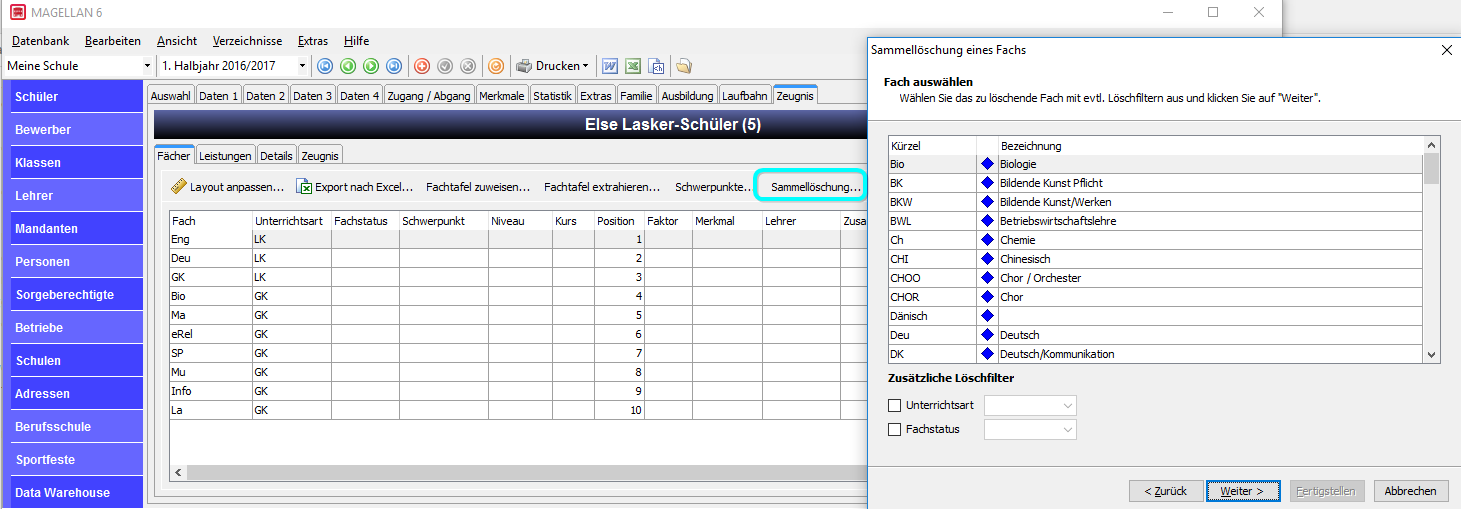 MAGELLAN 6
Datenbank Bearbeiten Ansicht Verzeichnisse Extras Hilfe
Meine Schule 1. Halbjahr 2016/2017 Drucken
Schüler
Bewerber
Klassen
Lehrer
Mandanten
Personen
Sorgeberechtigte
Betriebe
Schulen
Adressen
Berufsschule
Sportfeste
Data Warehouse
Auswahl Daten 1 Daten 2 Daten 3 Daten 4 Zugang / Abgang Merkmale Statistik Extras Familie Ausbildung Laufbahn Zeugnis
Else Lasker-Schüler (5)
Fächer Leistungen Details Zeugnis
Layout anpassen... Export nach Excel... Fachtafel zuweisen... Fachtafel extrahieren... Schwerpunkte... Sammellöschung...
Fach Unterrichtsart Fachstatus Schwerpunkt Niveau Kurs Position Faktor Merkmal Lehrer Zusa
Eng LK 1
Deu LK 2
GK LK 3
Bio GK 4
Ma GK 5
eRel GK 6
SP GK 7
Mu GK 8
Info GK 9
La GK 10
Sammellöschung eines Fachs
Fach auswählen
Wählen Sie das zu löschende Fach mit evtl. Löschfiltern aus und klicken Sie auf "Weiter".
Kürzel Bezeichnung
Bio Biologie
BK Bildende Kunst Pflicht
BKW Bildende Kunst/Werken
BWL Betriebswirtschaftslehre
Ch Chemie
CHI Chinesisch
CHOO Chor / Orchester
CHOR Chor
Dänisch
Deu Deutsch
DK Deutsch/Kommunikation
Zusätzliche Löschfilter
Unterrichtsart
Fachstatus
< Zurück Weiter > Fertigstellen Abbrechen